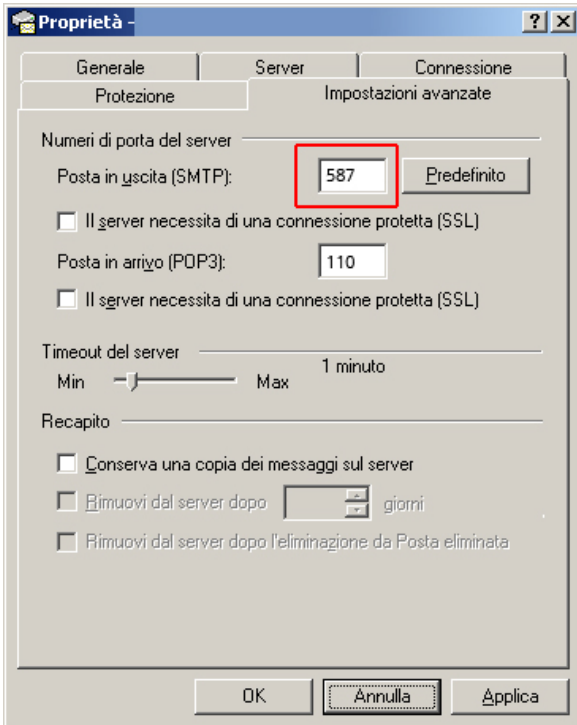 Proprietà -
Generale Server Connessione
Protezione Impostazioni avanzate
Numeri di porta del server
Posta in uscita (SMTP): 587 Predefinito
Il server necessita di una connessione protetta (SSL)
Posta in arrivo (POP3): 110
Il server necessita di una connessione protetta (SSL)
Timeout del server
Min Max 1 minuto
Recapito
Conserva una copia dei messaggi sul server
Rimuovi dal server dopo giorni
Rimuovi dal server dopo l'eliminazione da Posta eliminata
OK Annulla Applica